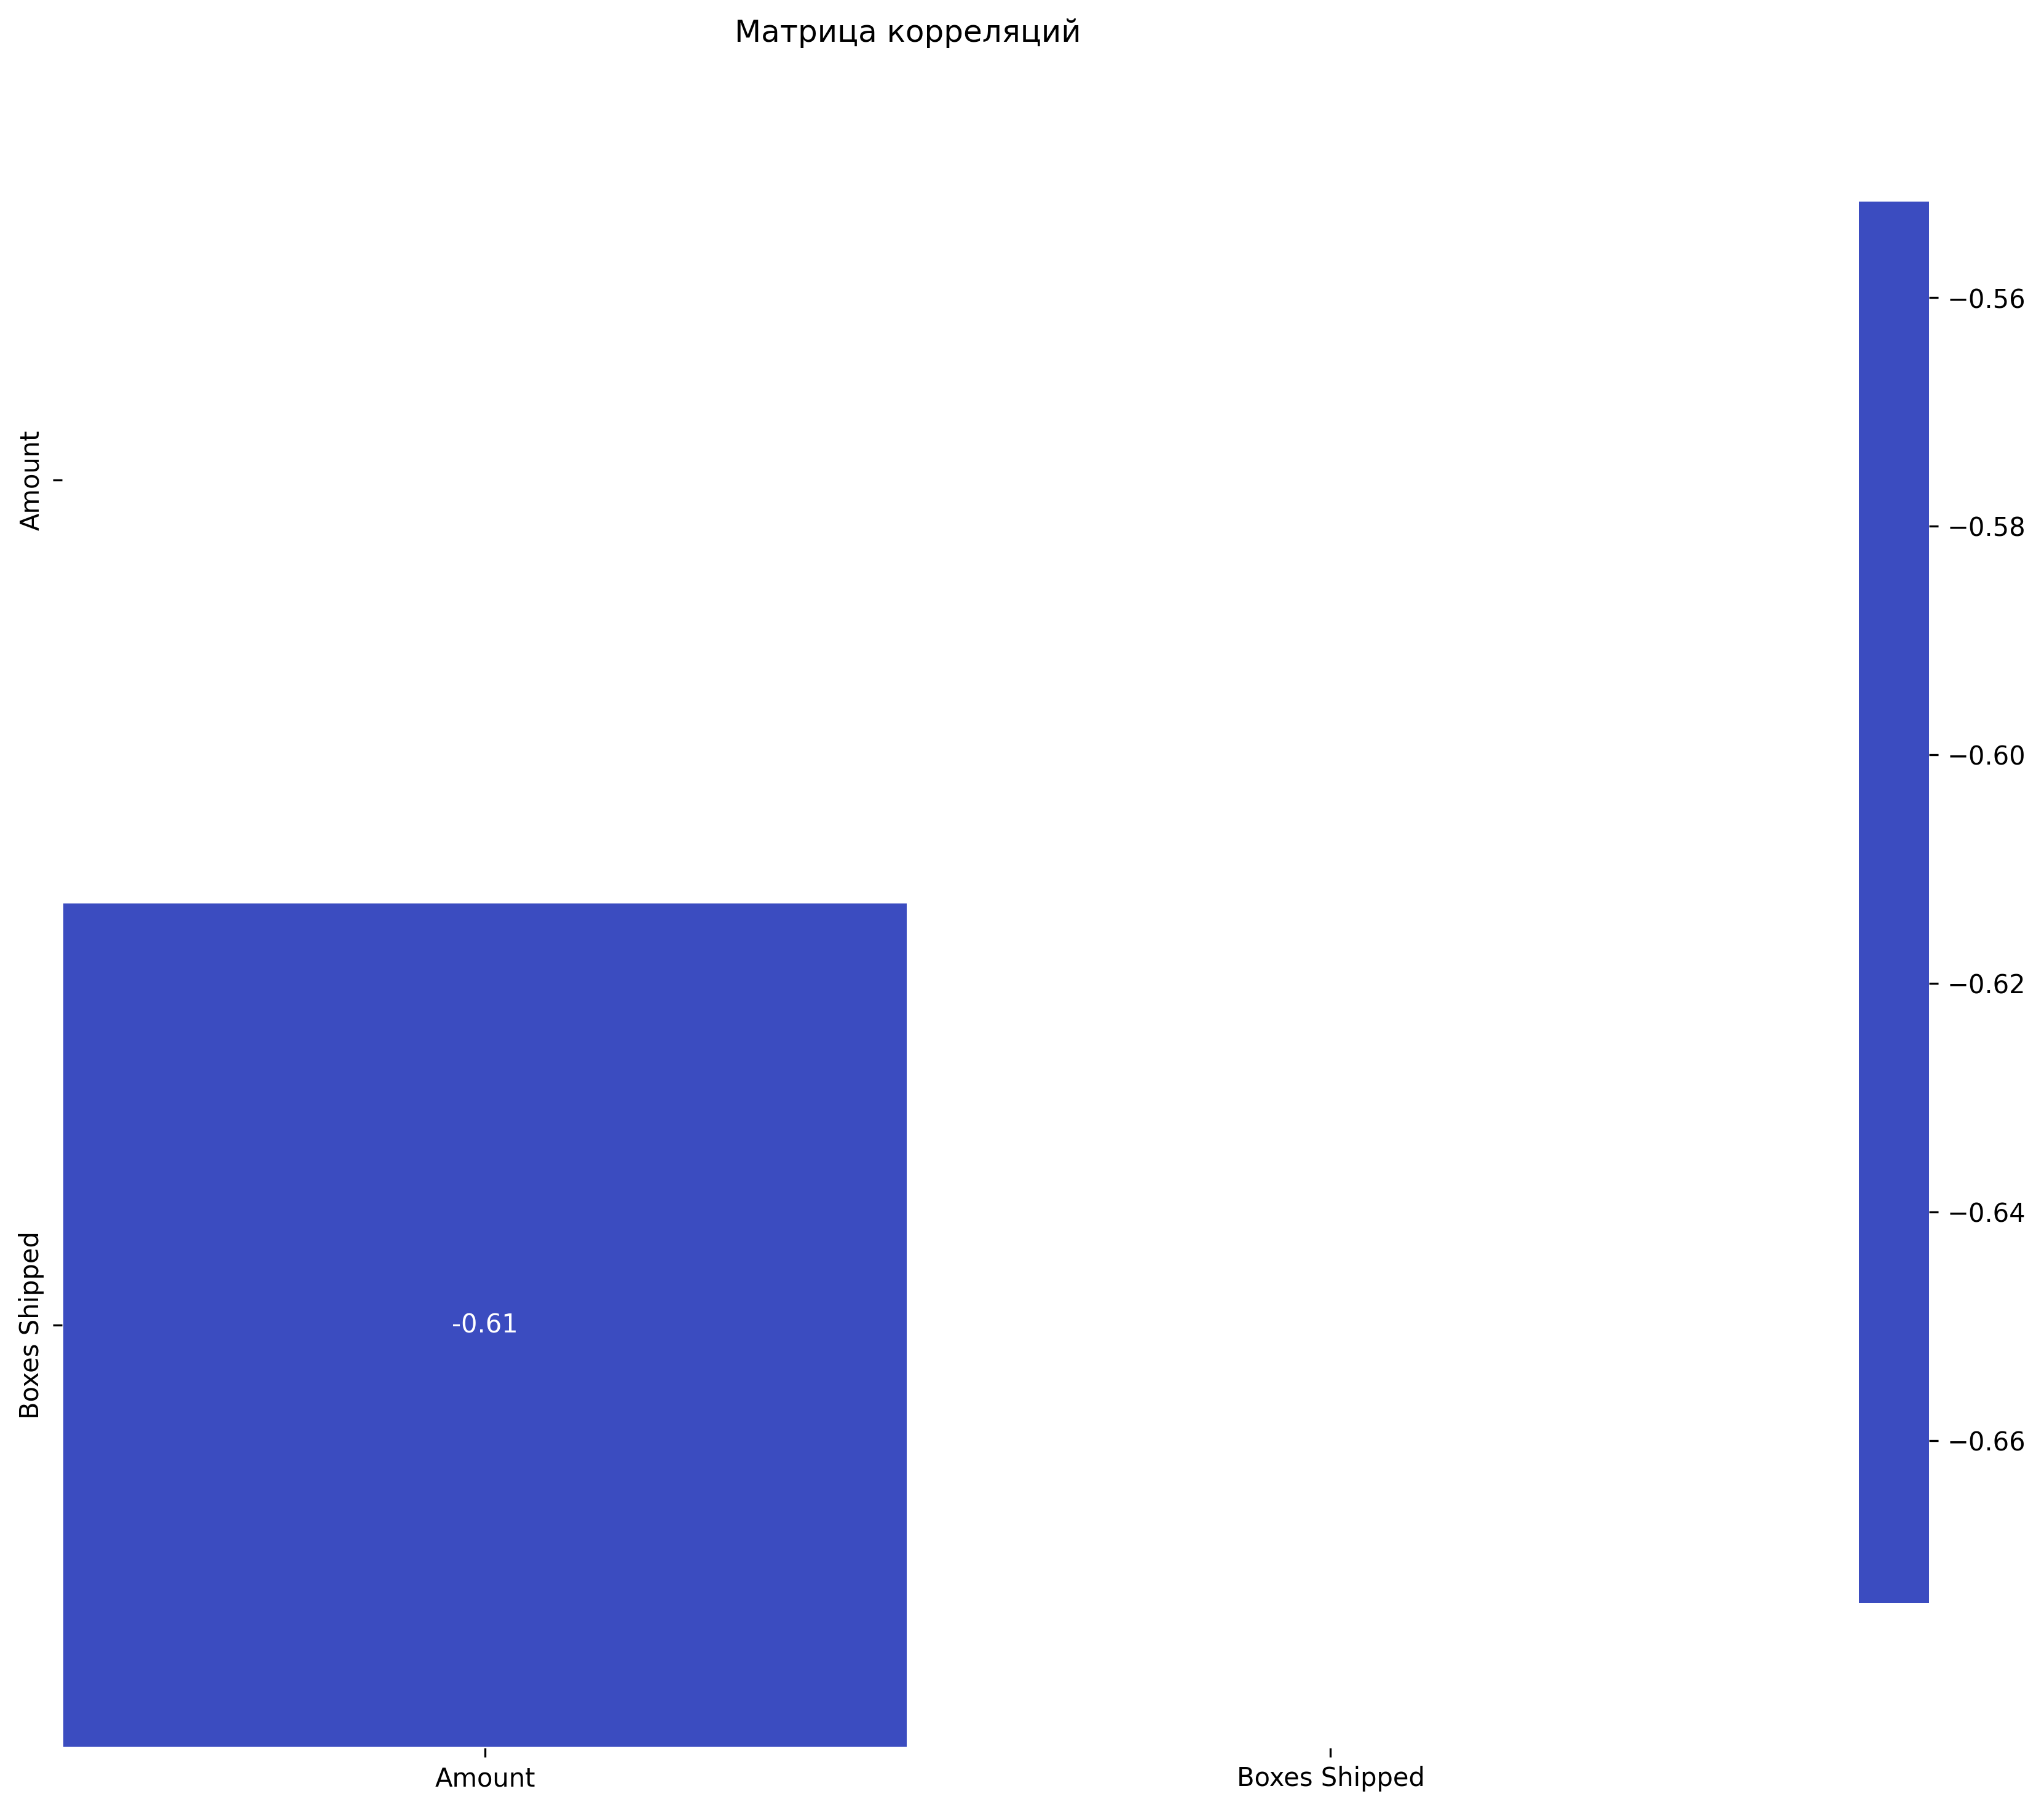 Матрица корреляций
Amount
Boxes Shipped
-0.61
Amount
Boxes Shipped
−0.56
−0.58
−0.60
−0.62
−0.64
−0.66